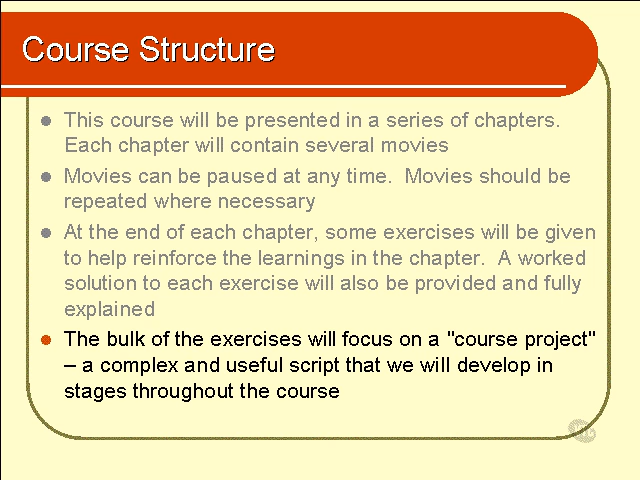 Course Structure
This course will be presented in a series of chapters.
Each chapter will contain several movies
Movies can be paused at any time.  Movies should be
repeated where necessary
At the end of each chapter, some exercises will be given
to help reinforce the learnings in the chapter.  A worked
solution to each exercise will also be provided and fully
explained
The bulk of the exercises will focus on a "course project"
– a complex and useful script that we will develop in
stages throughout the course